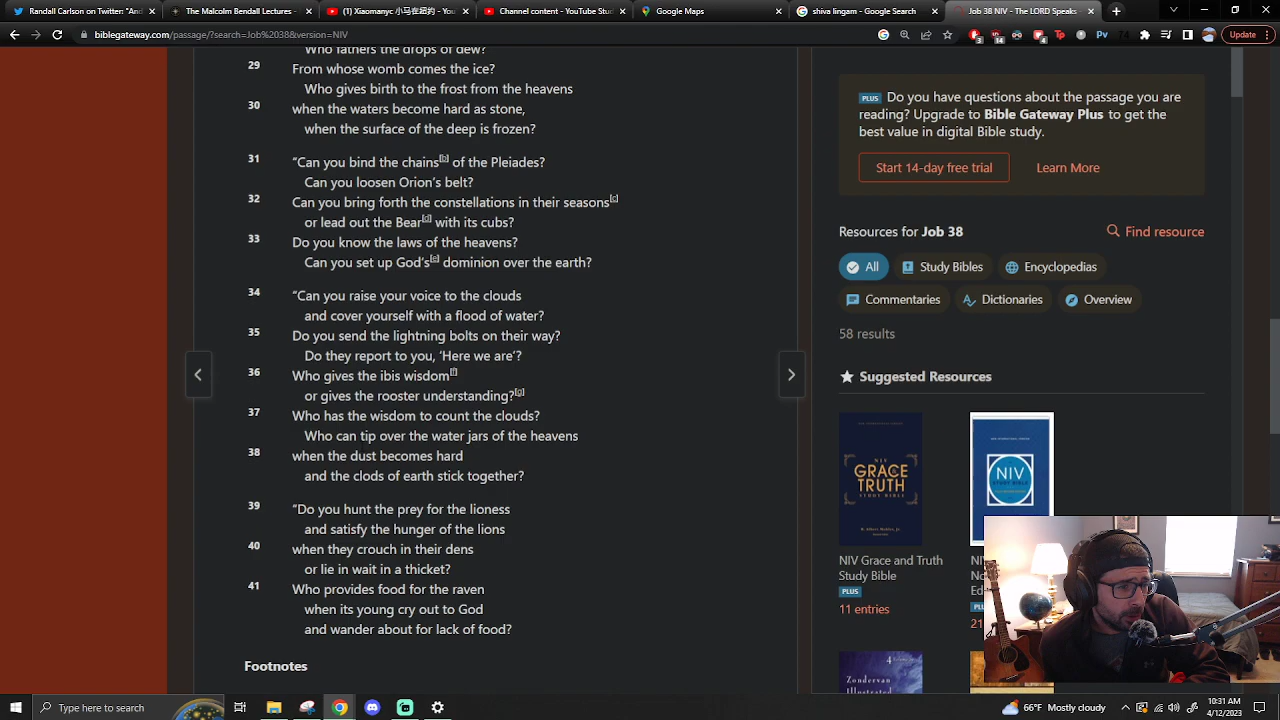 Randall Carlson on Twitter: "And
The Malcolm Bendall Lectures -
(1) Xiaomanyc 小马在纽约 - You
Channel content - YouTube Stu
Google Maps
shiva lingam - Google Search
Job 38 NIV - The LORD Speaks
biblegateway.com/passage/?search=Job%2038&version=NIV
Update
Who fathers the drops of dew?
29 From whose womb comes the ice?
Who gives birth to the frost from the heavens
30 when the waters become hard as stone,
when the surface of the deep is frozen?
31 “Can you bind the chains[b] of the Pleiades?
Can you loosen Orion’s belt?
32 Can you bring forth the constellations in their seasons[c]
or lead out the Bear[d] with its cubs?
33 Do you know the laws of the heavens?
Can you set up God’s[e] dominion over the earth?
34 “Can you raise your voice to the clouds
and cover yourself with a flood of water?
35 Do you send the lightning bolts on their way?
Do they report to you, ‘Here we are’?
36 Who gives the ibis wisdom[f]
or gives the rooster understanding?[g]
37 Who has the wisdom to count the clouds?
Who can tip over the water jars of the heavens
38 when the dust becomes hard
and the clods of earth stick together?
39 “Do you hunt the prey for the lioness
and satisfy the hunger of the lions
40 when they crouch in their dens
or lie in wait in a thicket?
41 Who provides food for the raven
when its young cry out to God
and wander about for lack of food?
Footnotes
PLUS Do you have questions about the passage you are
reading? Upgrade to Bible Gateway Plus to get the
best value in digital Bible study.
Start 14-day free trial
Learn More
Resources for Job 38
Find resource
All
Study Bibles
Encyclopedias
Commentaries
Dictionaries
Overview
58 results
Suggested Resources
NIV
GRACE
TRUTH
STUDY BIBLE
NIV
STUDY BIBLE
NIV Grace and Truth
Study Bible
PLUS
11 entries
4
Zondervan
Illustrated
Type here to search
66°F Mostly cloudy
10:31 AM
4/12/2023